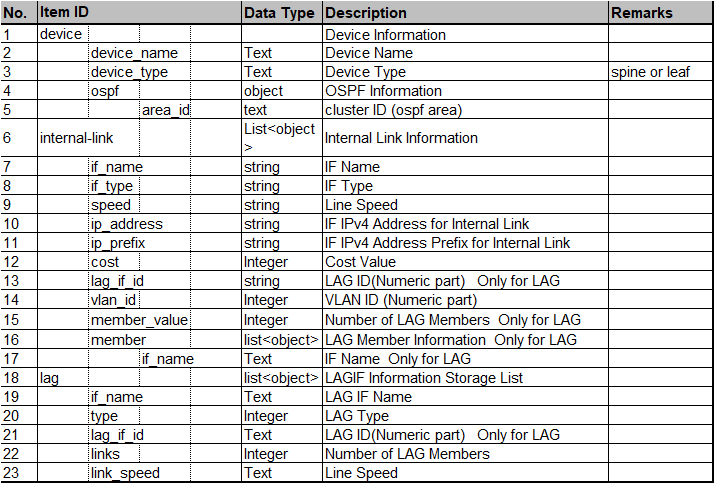 No. Item ID Data Type Description Remarks
1 device Device Information
2 device_name Text Device Name
3 device_type Text Device Type spine or leaf
4 ospf object OSPF Information
5 area_id text cluster ID (ospf area)
6 internal-link List<object
> Internal Link Information
7 if_name string IF Name
8 if_type string IF Type
9 speed string Line Speed
10 ip_address string IF IPv4 Address for Internal Link
11 ip_prefix string IF IPv4 Address Prefix for Internal Link
12 cost Integer Cost Value
13 lag_if_id string LAG ID(Numeric part) Only for LAG
14 vlan_id Integer VLAN ID (Numeric part)
15 member_value Integer Number of LAG Members Only for LAG
16 member list<object> LAG Member Information Only for LAG
17 if_name Text IF Name Only for LAG
18 lag list<object> LAGIF Information Storage List
19 if_name Text LAG IF Name
20 type Integer LAG Type
21 lag_if_id Text LAG ID(Numeric part) Only for LAG
22 links Integer Number of LAG Members
23 link_speed Text Line Speed